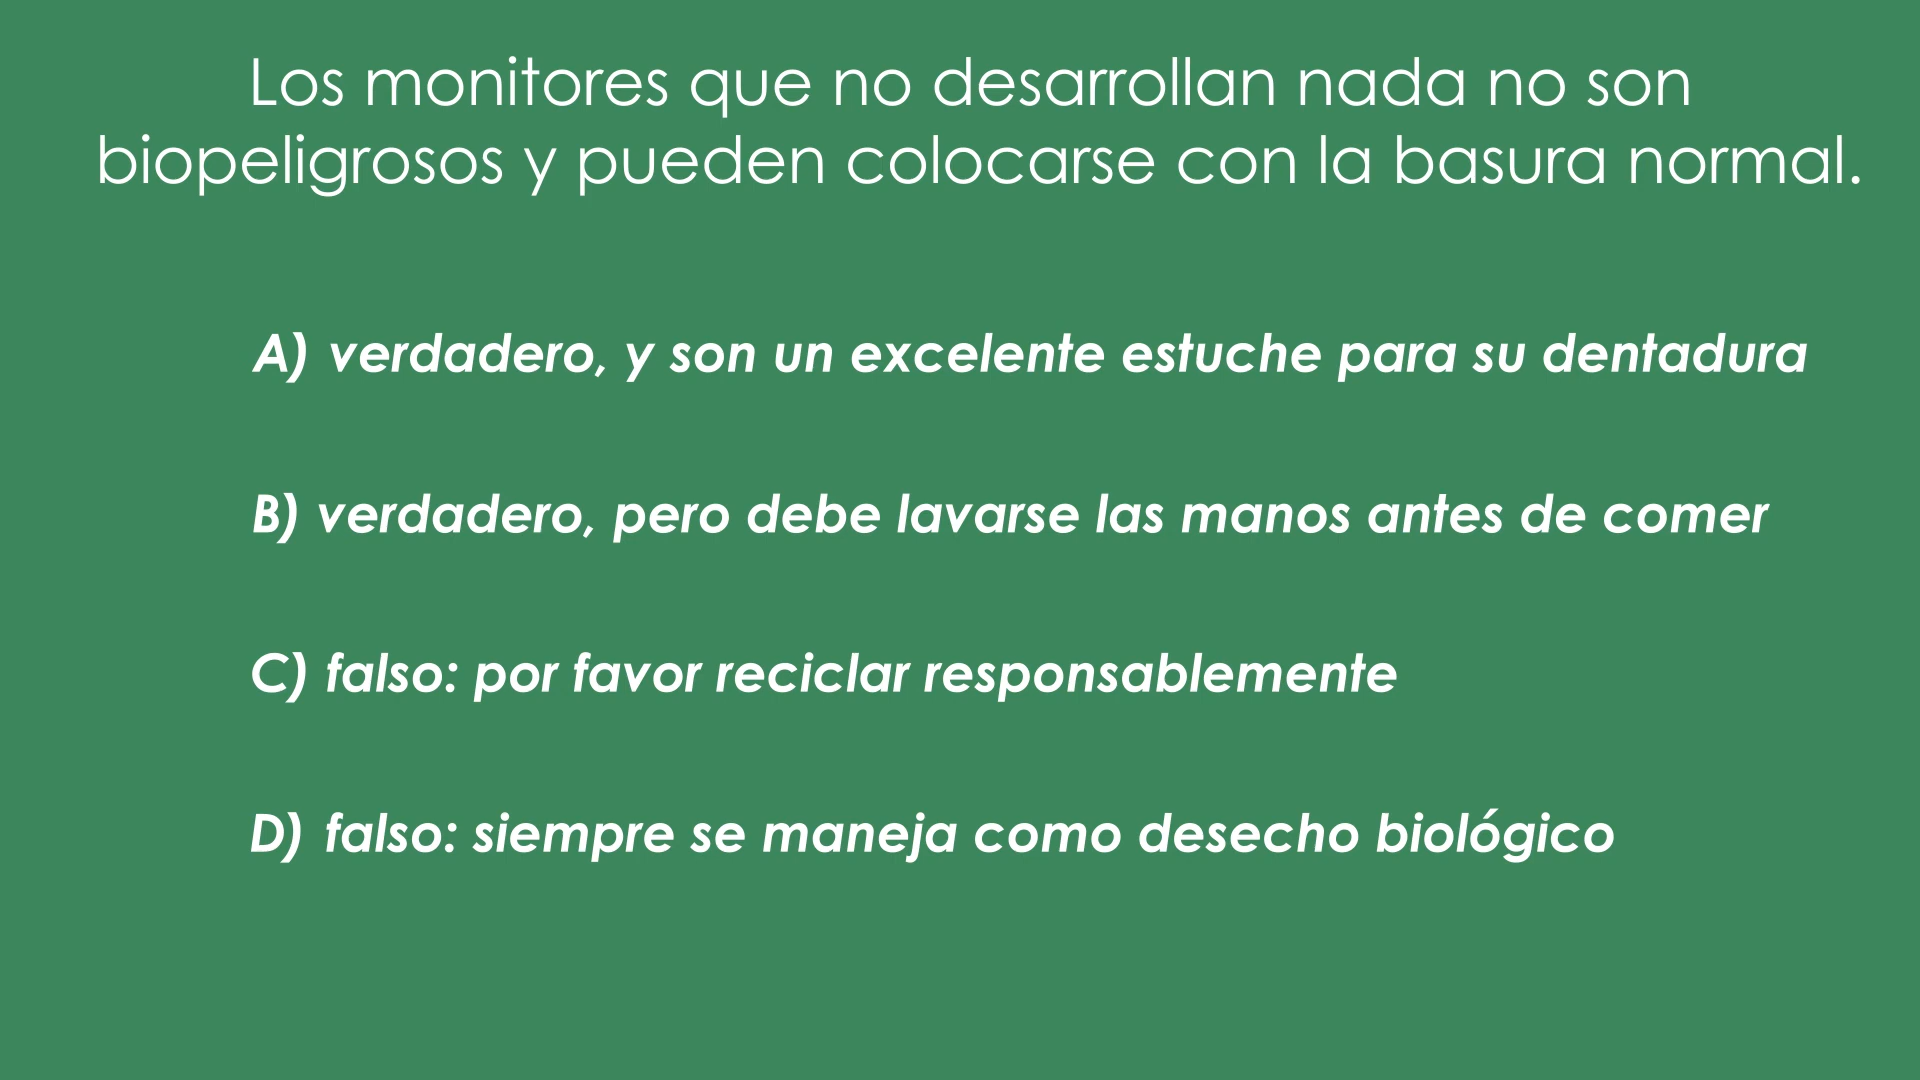 Los monitores que no desarrollan nada no son
biopeligrosos y pueden colocarse con la basura normal.
A) verdadero, y son un excelente estuche para su dentadura
B) verdadero, pero debe lavarse las manos antes de comer
C) falso: por favor reciclar responsablemente
D) falso: siempre se maneja como desecho biológico